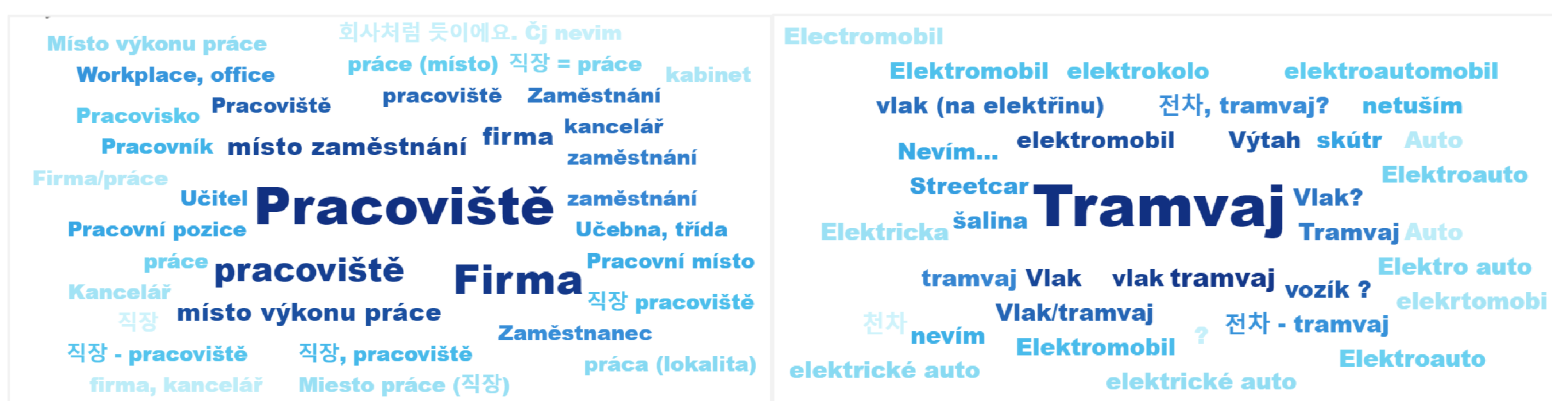 Místo výkonu práce
회사처럼 듯이에요. Čj nevim
Workplace, office
práce (místo)
직장 = práce
kabinet
Pracovisko
Pracoviště
pracoviště
Zaměstnání
Pracovník
místo zaměstnání
firma
kancelář
zaměstnání
Firma/práce
Učitel
Pracoviště
zaměstnání
Pracovní pozice
Učebna, třída
práce
pracoviště
Firma
Pracovní místo
Kancelář
직장
místo výkonu práce
직장 pracoviště
Zaměstnanec
직장 - pracoviště
직장, pracoviště
práca (lokalita)
firma, kancelář
Miesto práce (직장)
Electromobil
Elektromobil
elektrokolo
elektroautomobil
vlak (na elektřinu)
전차, tramvaj?
netuším
Nevím...
elektromobil
Výtah
skútr
Auto
Streetcar
Tramvaj
Vlak?
Elektroauto
Elektricka
šalina
Tramvaj
Auto
tramvaj
Vlak
vlak
tramvaj
vozík ?
Elektro auto
elekrtomobi
천차
nevím
Vlak/tramvaj
?
전차 - tramvaj
Elektromobil
Elektroauto
elektrické auto
elektrické auto